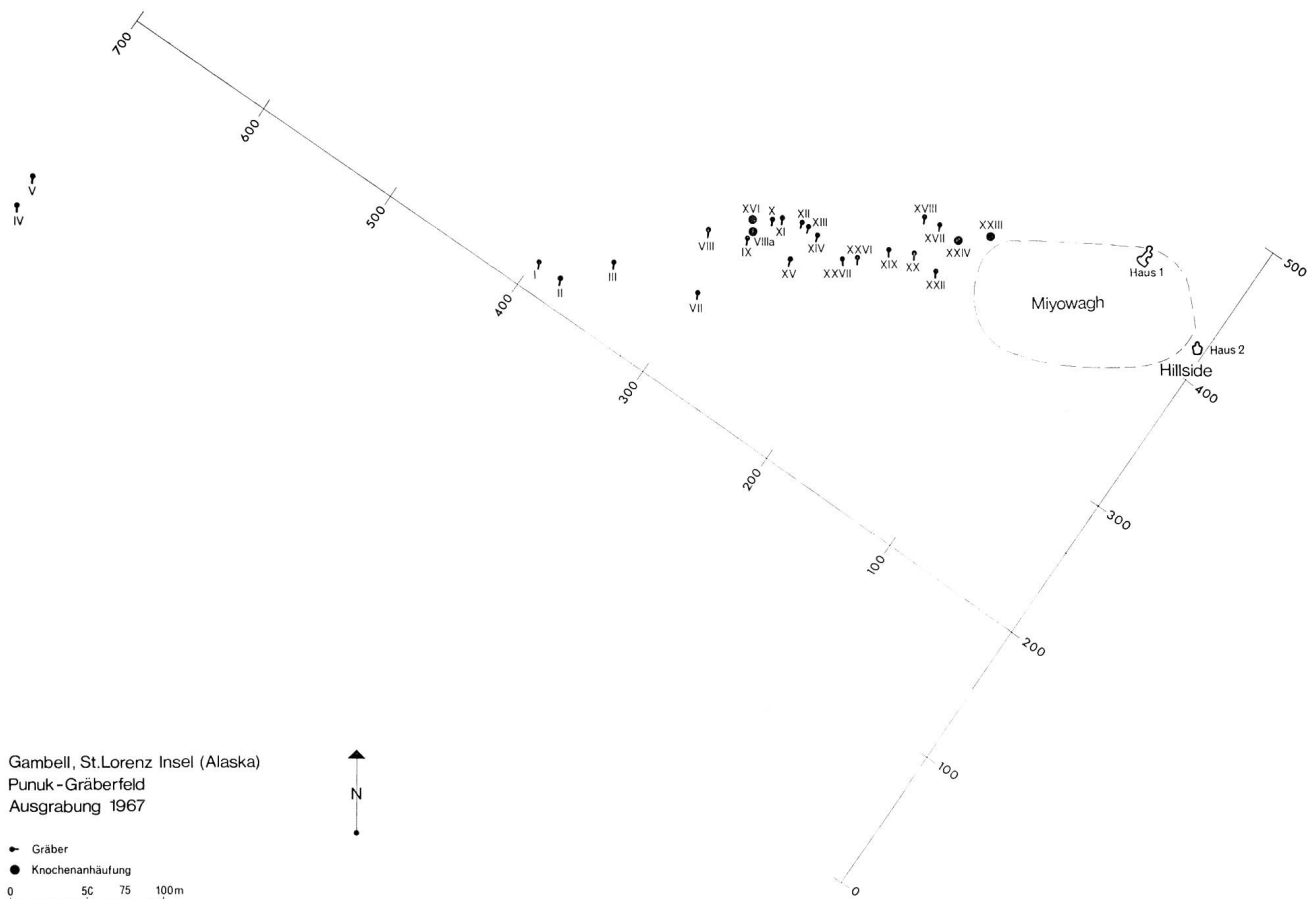 700
600
500
400
300
200
100
500
400
300
200
100
0
V
IV
I
II
III
VII
VIII
XVI
VIIIa
IX
X
XI
XII
XIII
XIV
XV
XXVII
XXVI
XIX
XX
XVIII
XVII
XXIV
XXII
XXIII
Haus 1
Miyowagh
Haus 2
Hillside
Gambell, St.Lorenz Insel (Alaska)
Punuk-Gräberfeld
Ausgrabung 1967
N
Gräber
Knochenanhäufung
0 50 75 100m